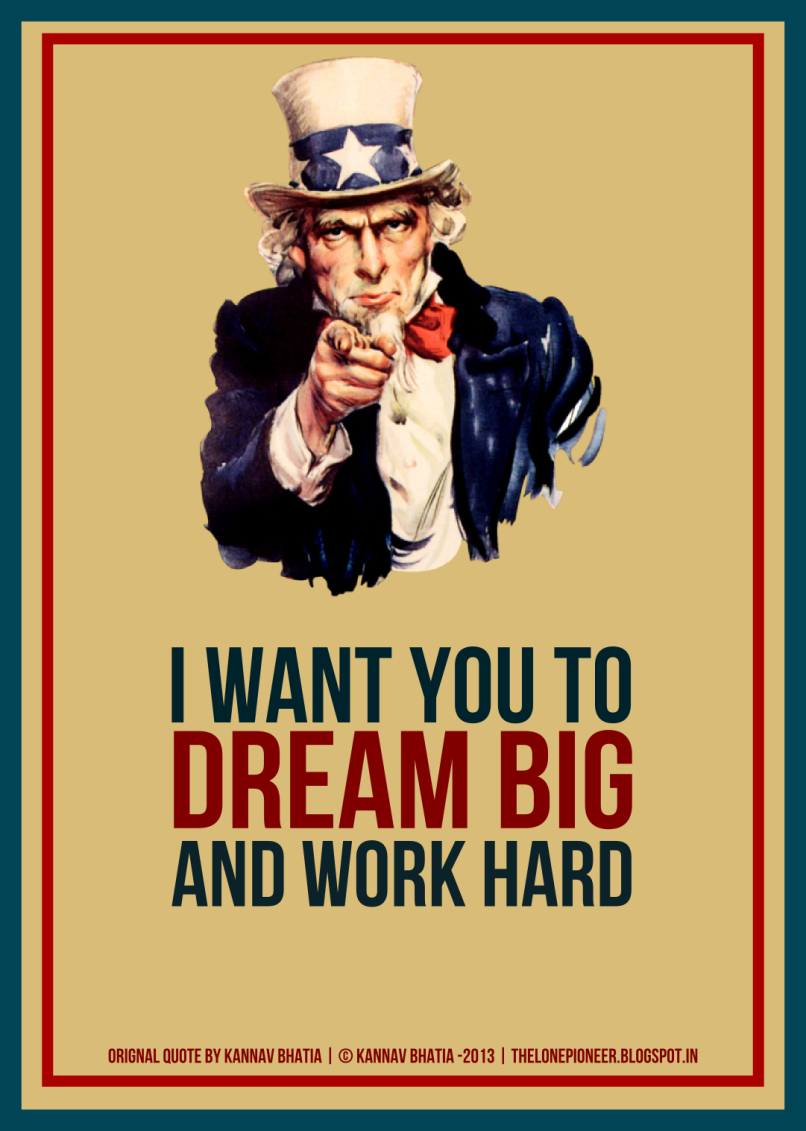 I WANT YOU TO
DREAM BIG
AND WORK HARD
ORIGNAL QUOTE BY KANNAV BHATIA | © KANNAV BHATIA -2013 | THELONEPIONEER.BLOGSPOT.IN